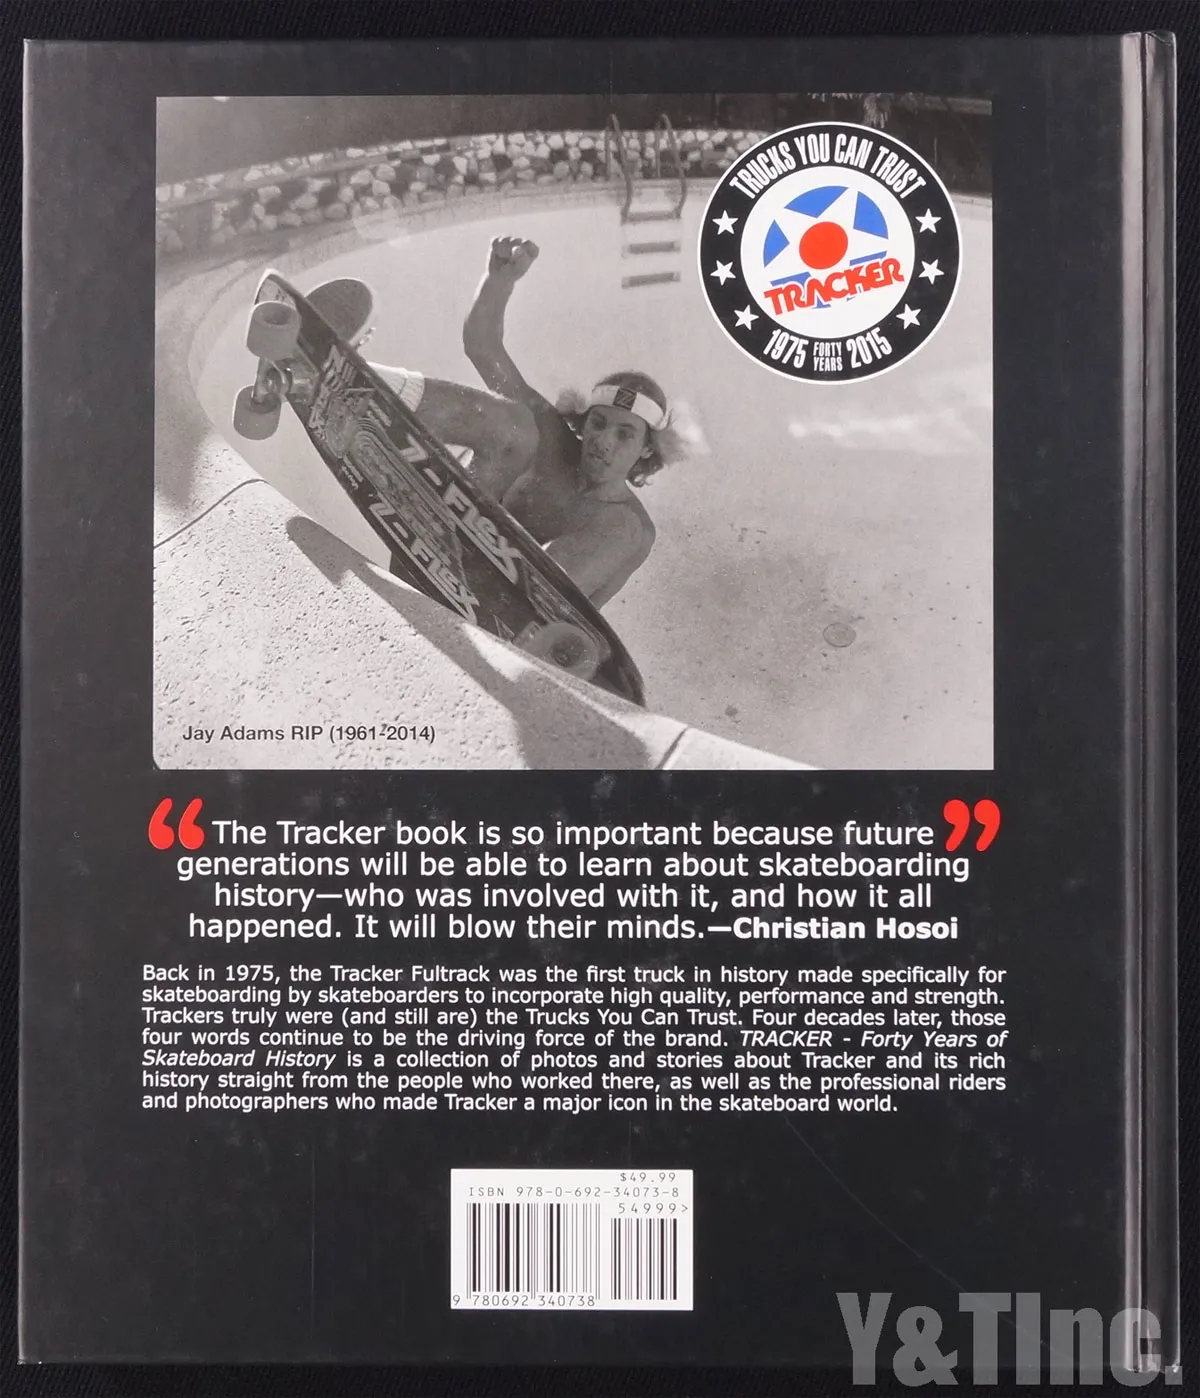 TRUCKS YOU CAN TRUST
TRACKER
1975 FORTY YEARS 2015
Z-Flex
Z-Flex
Jay Adams RIP (1961-2014)
“The Tracker book is so important because future”
generations will be able to learn about skateboarding
history—who was involved with it, and how it all
happened. It will blow their minds.—Christian Hosoi
Back in 1975, the Tracker Fultrack was the first truck in history made specifically for
skateboarding by skateboarders to incorporate high quality, performance and strength.
Trackers truly were (and still are) the Trucks You Can Trust. Four decades later, those
four words continue to be the driving force of the brand. TRACKER - Forty Years of
Skateboard History is a collection of photos and stories about Tracker and its rich
history straight from the people who worked there, as well as the professional riders
and photographers who made Tracker a major icon in the skateboard world.
$49.99
ISBN 978-0-692-34073-8
54999>
9 780692 340738
Y&TInc.